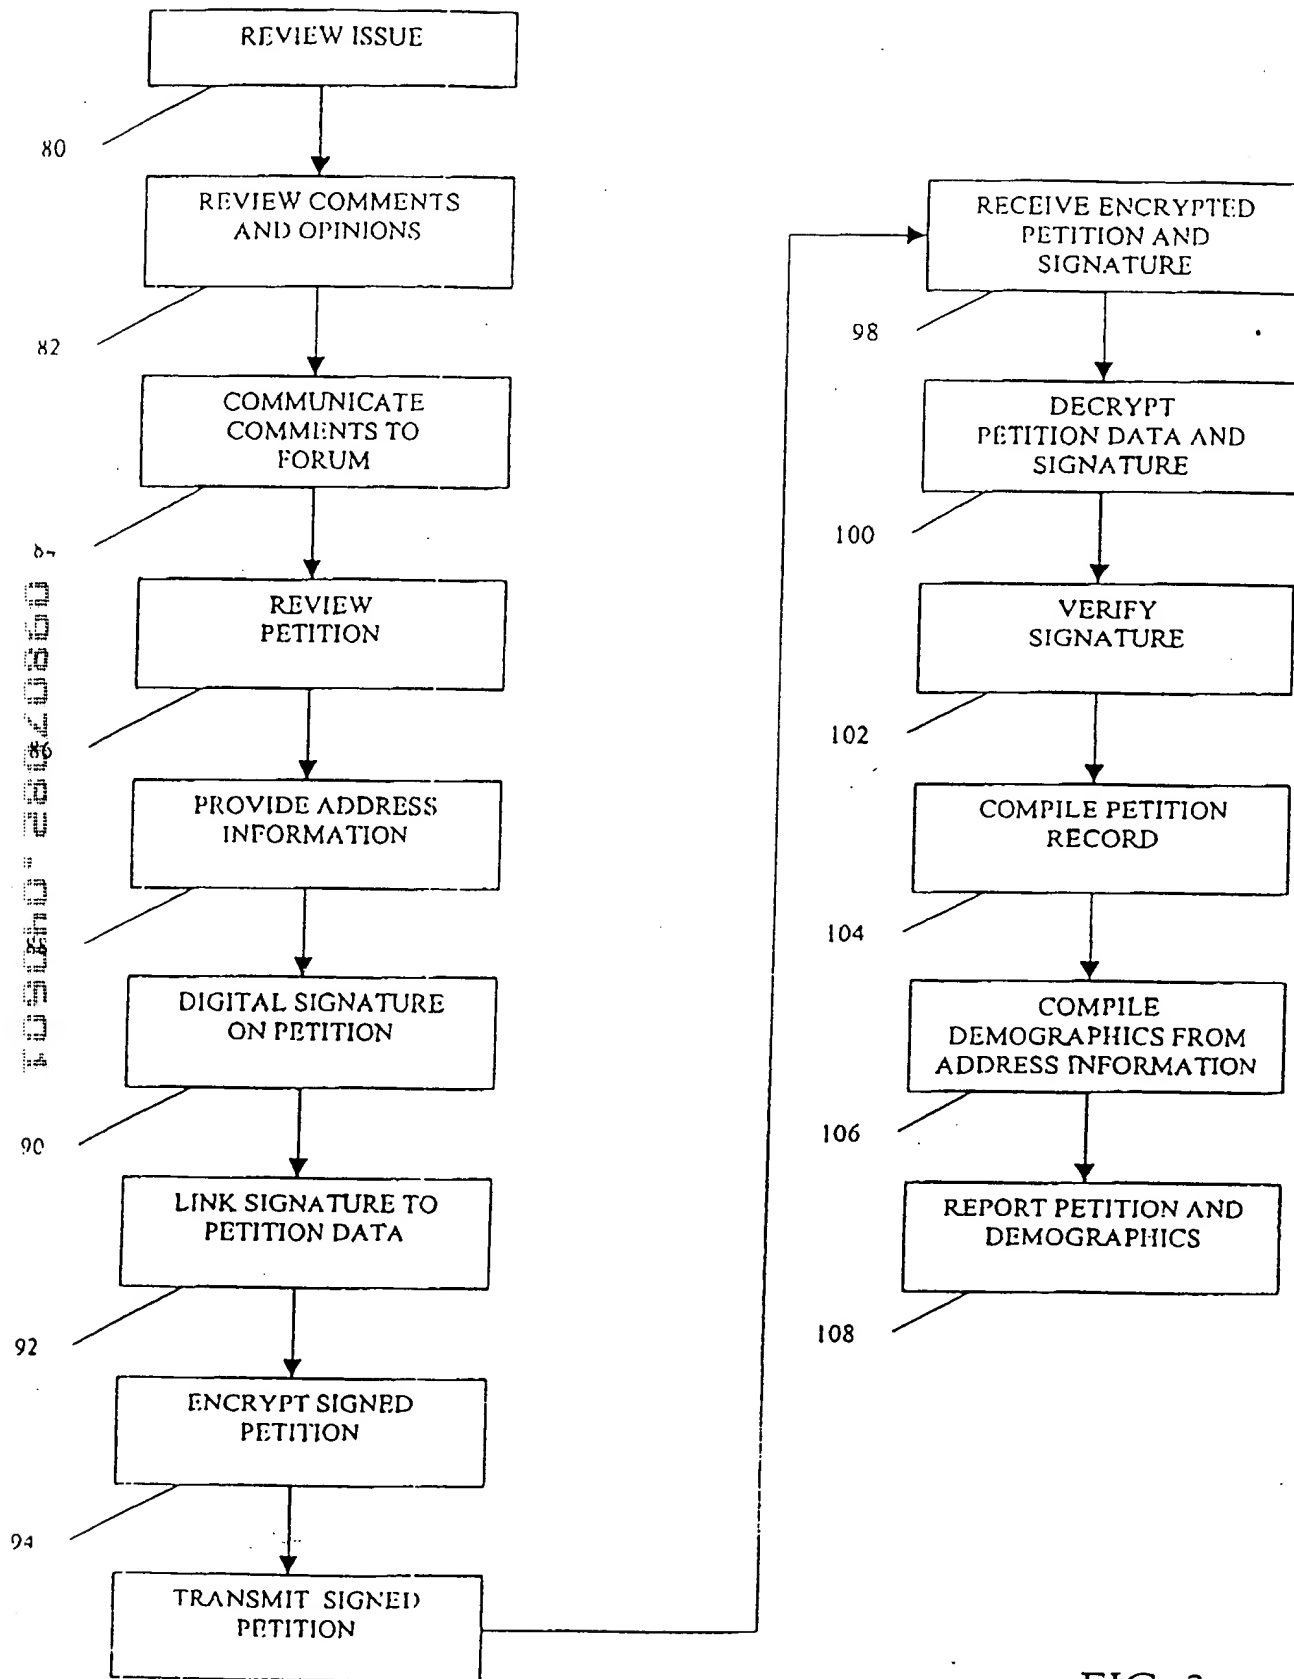 REVIEW ISSUE
80
REVIEW COMMENTS
AND OPINIONS
82
COMMUNICATE
COMMENTS TO
FORUM
REVIEW
PETITION
86
PROVIDE ADDRESS
INFORMATION
DIGITAL SIGNATURE
ON PETITION
90
LINK SIGNATURE TO
PETITION DATA
92
ENCRYPT SIGNED
PETITION
94
TRANSMIT SIGNED
PETITION
RECEIVE ENCRYPTED
PETITION AND
SIGNATURE
98
DECRYPT
PETITION DATA AND
SIGNATURE
100
VERIFY
SIGNATURE
102
COMPILE PETITION
RECORD
104
COMPILE
DEMOGRAPHICS FROM
ADDRESS INFORMATION
106
REPORT PETITION AND
DEMOGRAPHICS
108